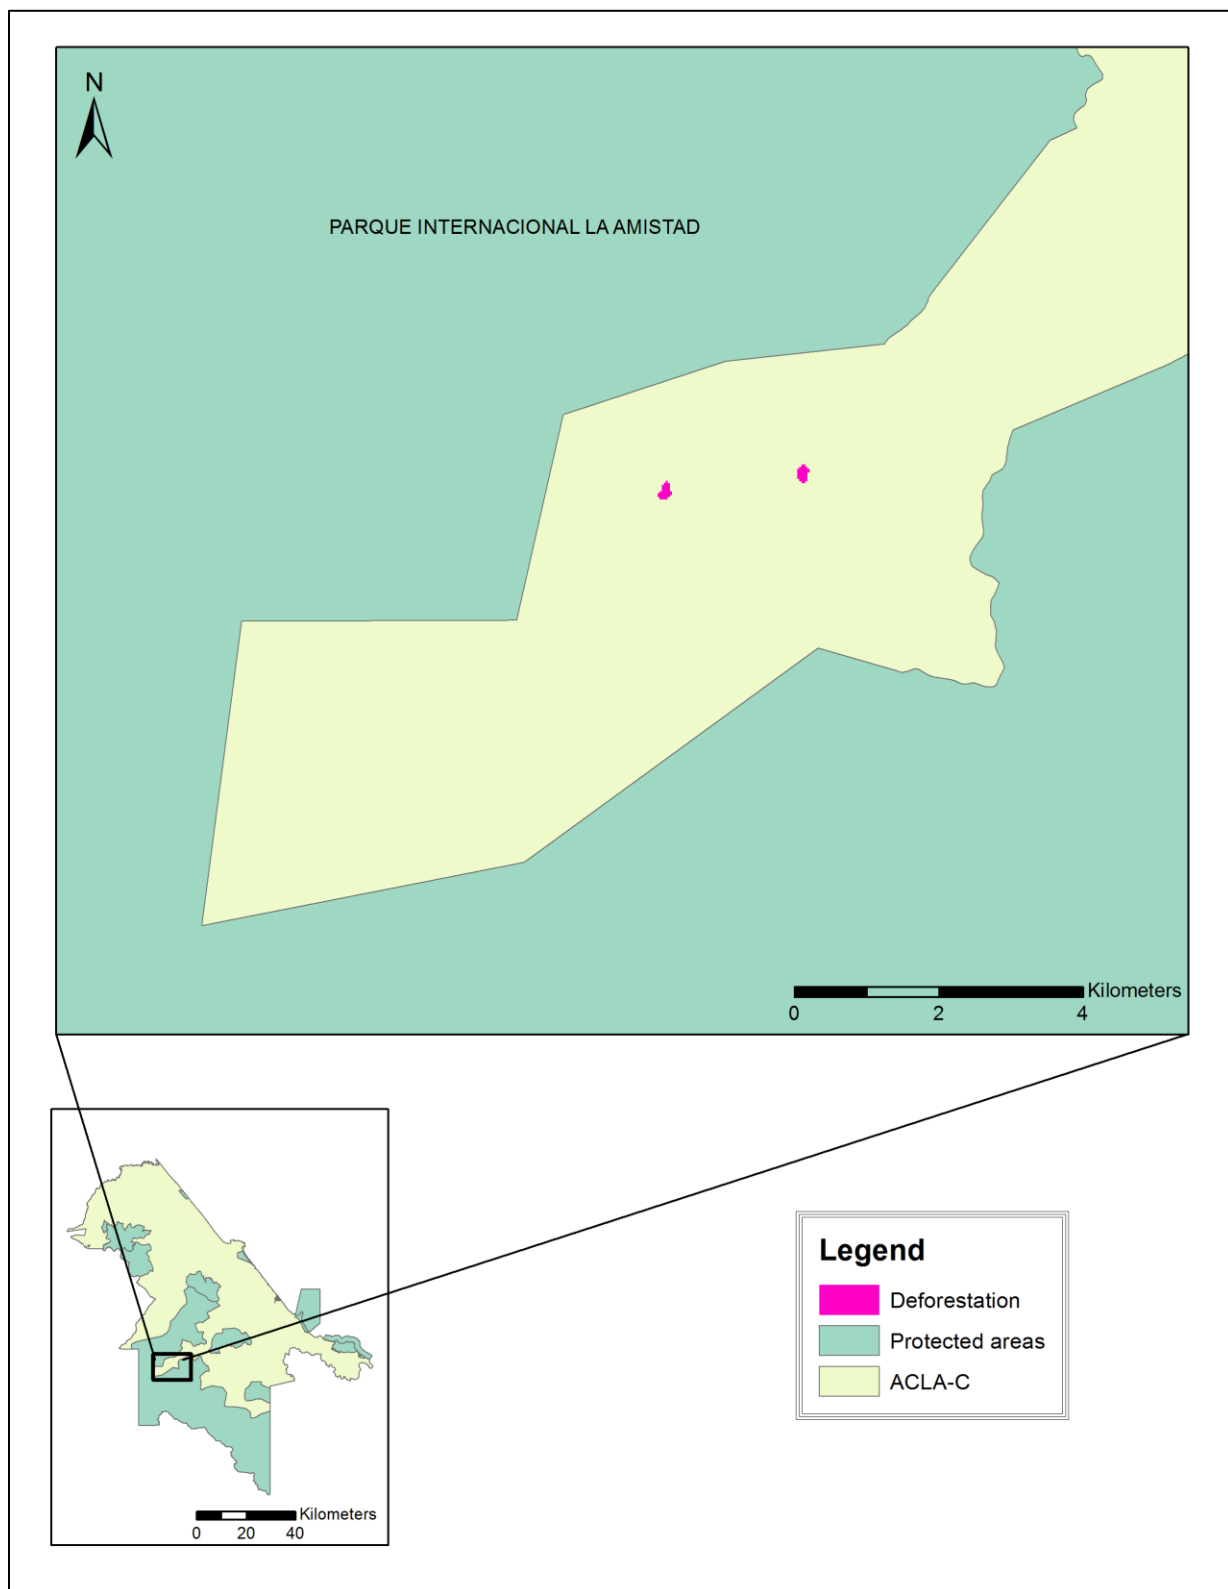 N
PARQUE INTERNACIONAL LA AMISTAD
Kilometers
0 2 4
Legend
Deforestation
Protected areas
ACLA-C
Kilometers
0 20 40